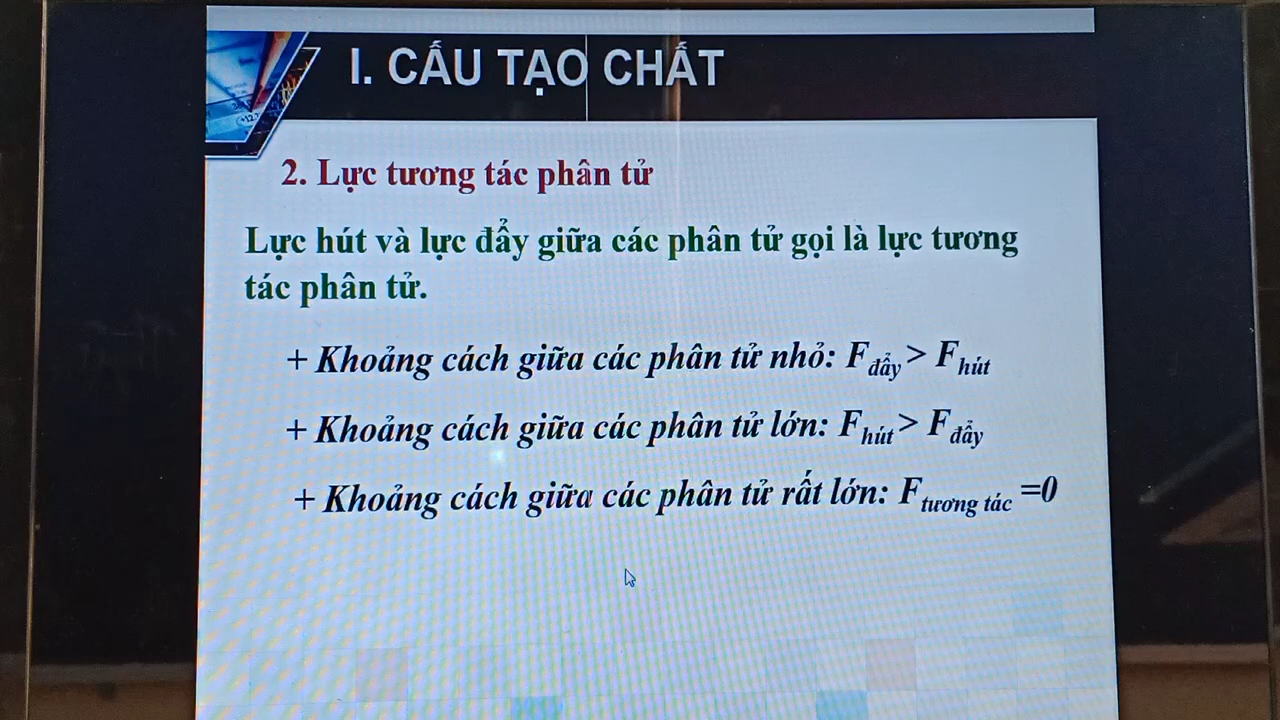 I. CẤU TẠO CHẤT
2. Lực tương tác phân tử
Lực hút và lực đẩy giữa các phân tử gọi là lực tương
tác phân tử.
+ Khoảng cách giữa các phân tử nhỏ: Fđẩy > Fhút
+ Khoảng cách giữa các phân tử lớn: Fhút > Fđẩy
+ Khoảng cách giữa các phân tử rất lớn: Ftương tác =0